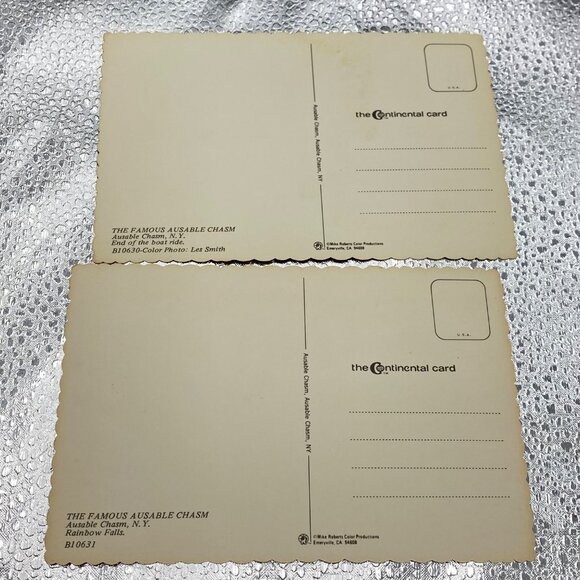 U.S.A.
the Continental card
Ausable Chasm, Ausable Chasm, NY
THE FAMOUS AUSABLE CHASM
Ausable Chasm, N.Y.
End of the boat ride.
B10630-Color Photo: Les Smith
©Mike Roberts Color Productions
Emeryville, CA 94608
U.S.A.
the Continental card
TM
Ausable Chasm, Ausable Chasm, NY
THE FAMOUS AUSABLE CHASM
Ausable Chasm, N.Y.
Rainbow Falls.
B10631
©Mike Roberts Color Productions
Emeryville, CA 94608